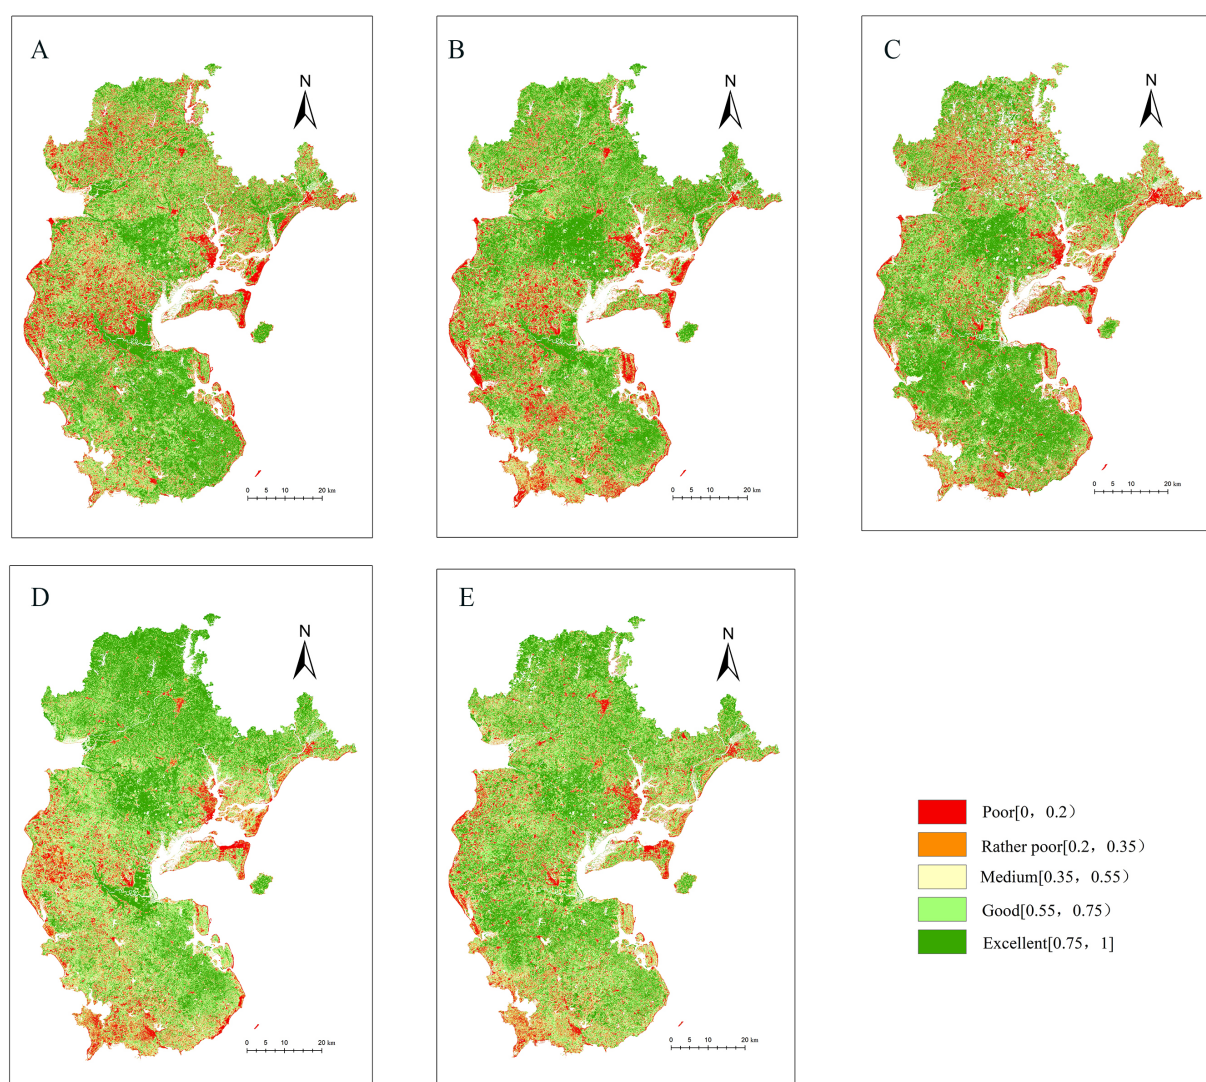 A
N
0 5 10 20 km
B
N
0 5 10 20 km
C
N
0 5 10 20 km
D
N
0 5 10 20 km
E
N
0 5 10 20 km
Poor[0，0.2）
Rather poor[0.2，0.35）
Medium[0.35，0.55）
Good[0.55，0.75）
Excellent[0.75，1]